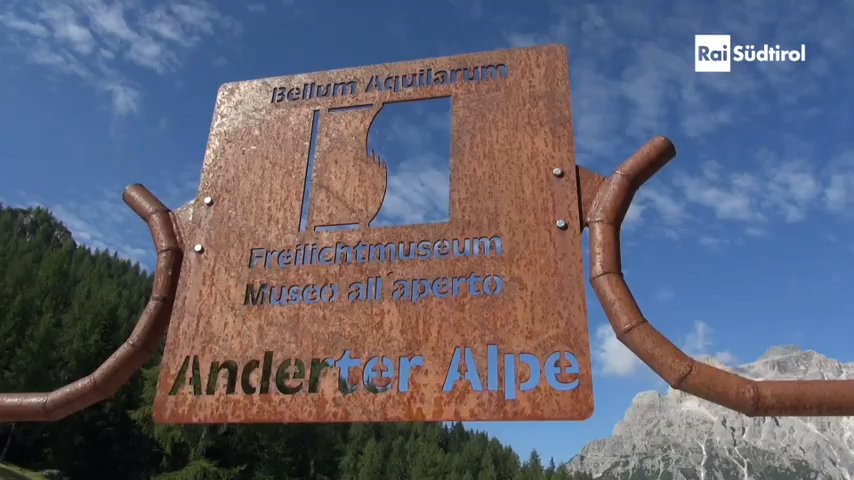 Rai Südtirol
Bellum Aquilarum
Freilichtmuseum
Museo all'aperto
Anderter Alpe